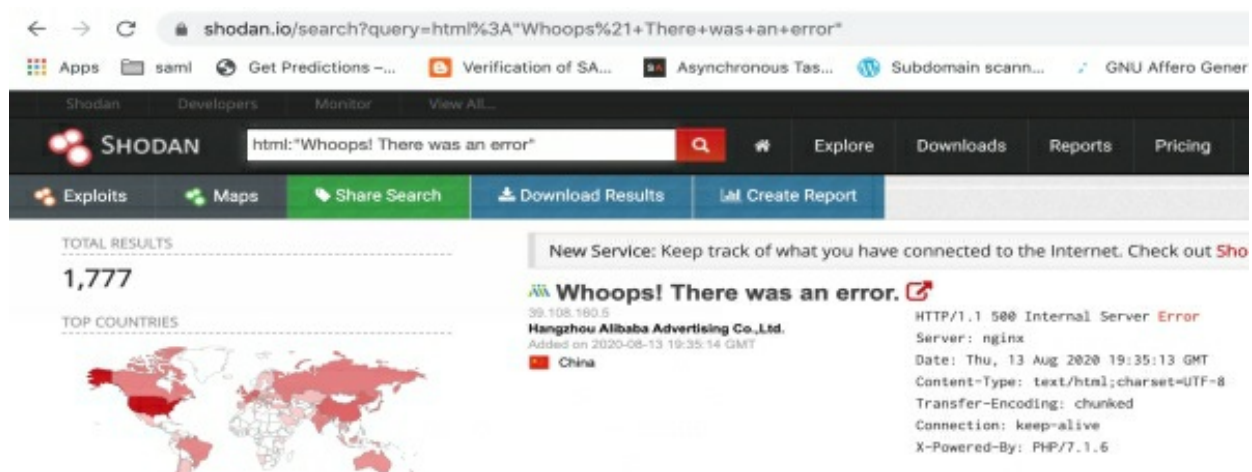 shodan.io/search?query=html%3A"Whoops%21+There+was+an+error"
Apps saml Get Predictions –... Verification of SA... Asynchronous Tas... Subdomain scann... GNU Affero Gener
Shodan Developers Monitor View All...
SHODAN html:"Whoops! There was an error" Explore Downloads Reports Pricing
Exploits Maps Share Search Download Results Create Report
TOTAL RESULTS
1,777
TOP COUNTRIES
New Service: Keep track of what you have connected to the Internet. Check out Sho
Whoops! There was an error.
39.108.160.5
Hangzhou Alibaba Advertising Co.,Ltd.
Added on 2020-08-13 19:35:14 GMT
China
HTTP/1.1 500 Internal Server Error
Server: nginx
Date: Thu, 13 Aug 2020 19:35:13 GMT
Content-Type: text/html;charset=UTF-8
Transfer-Encoding: chunked
Connection: keep-alive
X-Powered-By: PHP/7.1.6